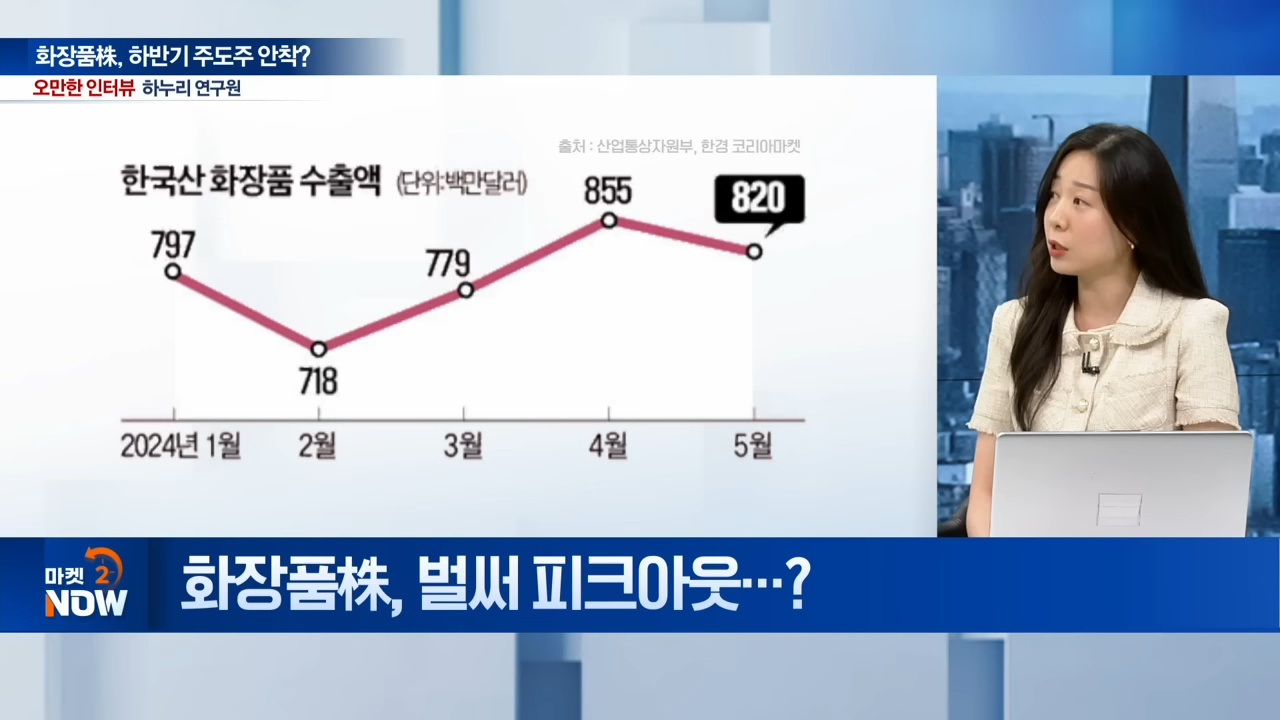 화장품株, 하반기 주도주 안착?
오만한 인터뷰 하누리 연구원
출처 : 산업통상자원부, 한경 코리아마켓
한국산 화장품 수출액 (단위:백만달러)
797
718
779
855
820
2024년 1월 2월 3월 4월 5월
마켓 2
NOW
화장품株, 벌써 피크아웃…?